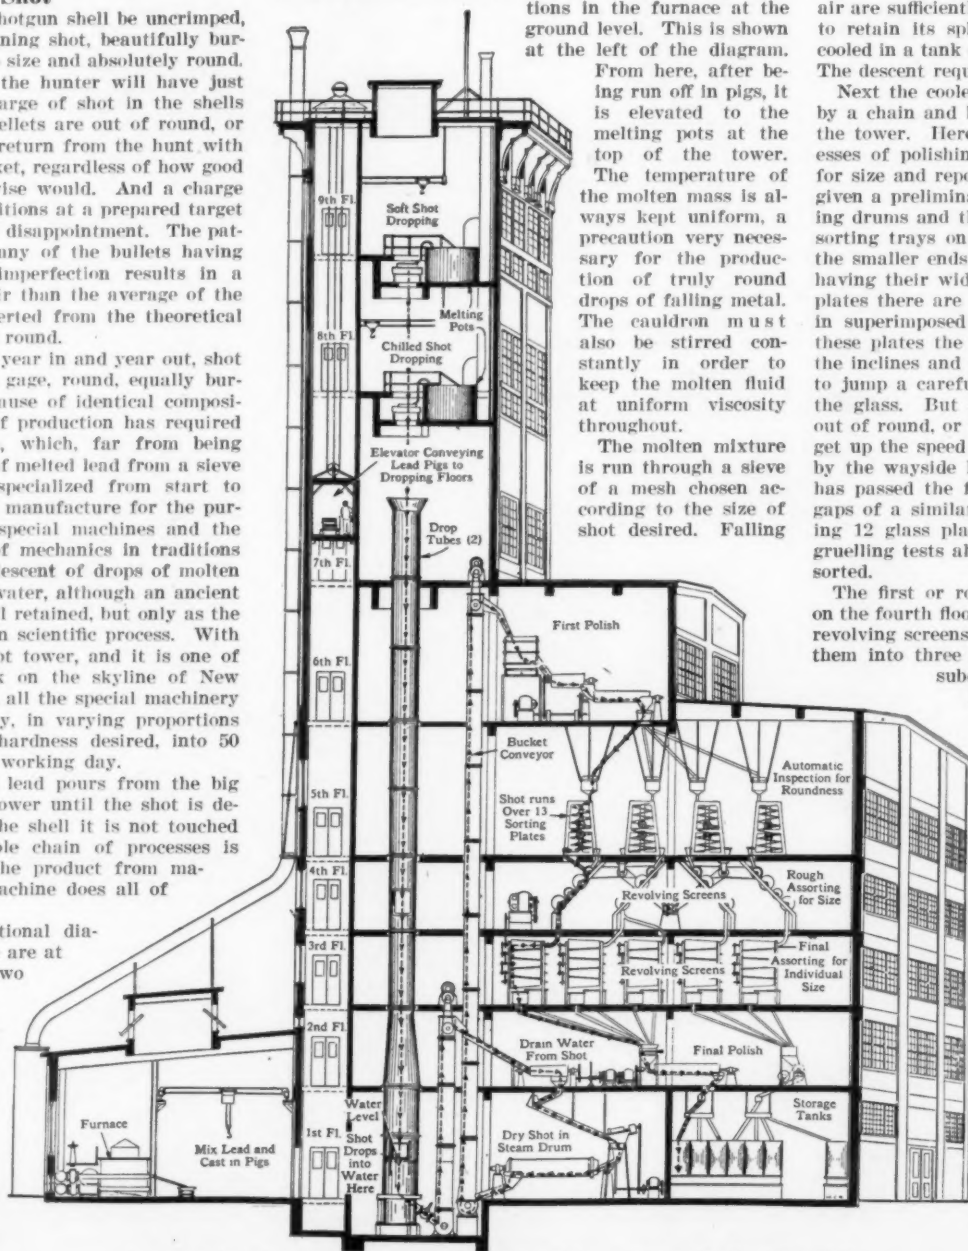 Shot
hotgun shell be uncrimped,
ning shot, beautifully bur-
size and absolutely round.
the hunter will have just
arge of shot in the shells
ellets are out of round, or
return from the hunt with
ket, regardless of how good
vise would. And a charge
itions at a prepared target
disappointment. The pat-
any of the bullets having
imperfection results in a
ir than the average of the
erted from the theoretical
round.
year in and year out, shot
gage, round, equally bur-
ause of identical composi-
of production has required
, which, far from being
of melted lead from a sieve
specialized from start to
manufacture for the pur-
special machines and the
of mechanics in traditions
descent of drops of molten
vater, although an ancient
l retained, but only as the
n scientific process. With
ot tower, and it is one of
k on the skyline of New
all the special machinery
y, in varying proportions
hardness desired, into 50
working day.
lead pours from the big
ower until the shot is de-
he shell it is not touched
ole chain of processes is
he product from ma-
achine does all of
tional dia-
are at
two
tions in the furnace at the
ground level. This is shown
at the left of the diagram.
From here, after be-
ing run off in pigs, it
is elevated to the
melting pots at the
top of the tower.
The temperature of
the molten mass is al-
ways kept uniform, a
precaution very neces-
sary for the produc-
tion of truly round
drops of falling metal.
The cauldron must
also be stirred con-
stantly in order to
keep the molten fluid
at uniform viscosity
throughout.
The molten mixture
is run through a sieve
of a mesh chosen ac-
cording to the size of
shot desired. Falling
air are sufficient
to retain its sp
cooled in a tank
The descent requ
Next the coole
by a chain and
the tower. Here
esses of polishin
for size and repo
given a prelimina
ing drums and t
sorting trays on
the smaller ends
having their wid
plates there are
in superimposed
these plates the
the inclines and
to jump a caref
the glass. But
out of round, or
get up the speed
by the wayside
has passed the f
gaps of a similar
ing 12 glass pla
gruelling tests al
sorted.
The first or ro
on the fourth floo
revolving screens
them into three
sub
9th Fl.
Soft Shot
Dropping
Melting
Pots
8th Fl.
Chilled Shot
Dropping
Elevator Conveying
Lead Pigs to
Dropping Floors
Drop
Tubes (2)
7th Fl.
First Polish
6th Fl.
Bucket
Conveyor
Automatic
Inspection for
Roundness
5th Fl.
Shot runs
Over 13
Sorting
Plates
4th Fl.
Revolving Screens
Rough
Assorting
for Size
3rd Fl.
Revolving Screens
Final
Assorting for
Individual
Size
2nd Fl.
Drain Water
From Shot
Final Polish
Water
Level
Storage
Tanks
Furnace
Mix Lead and
Cast in Pigs
1st Fl.
Shot
Drops
into
Water
Here
Dry Shot in
Steam Drum